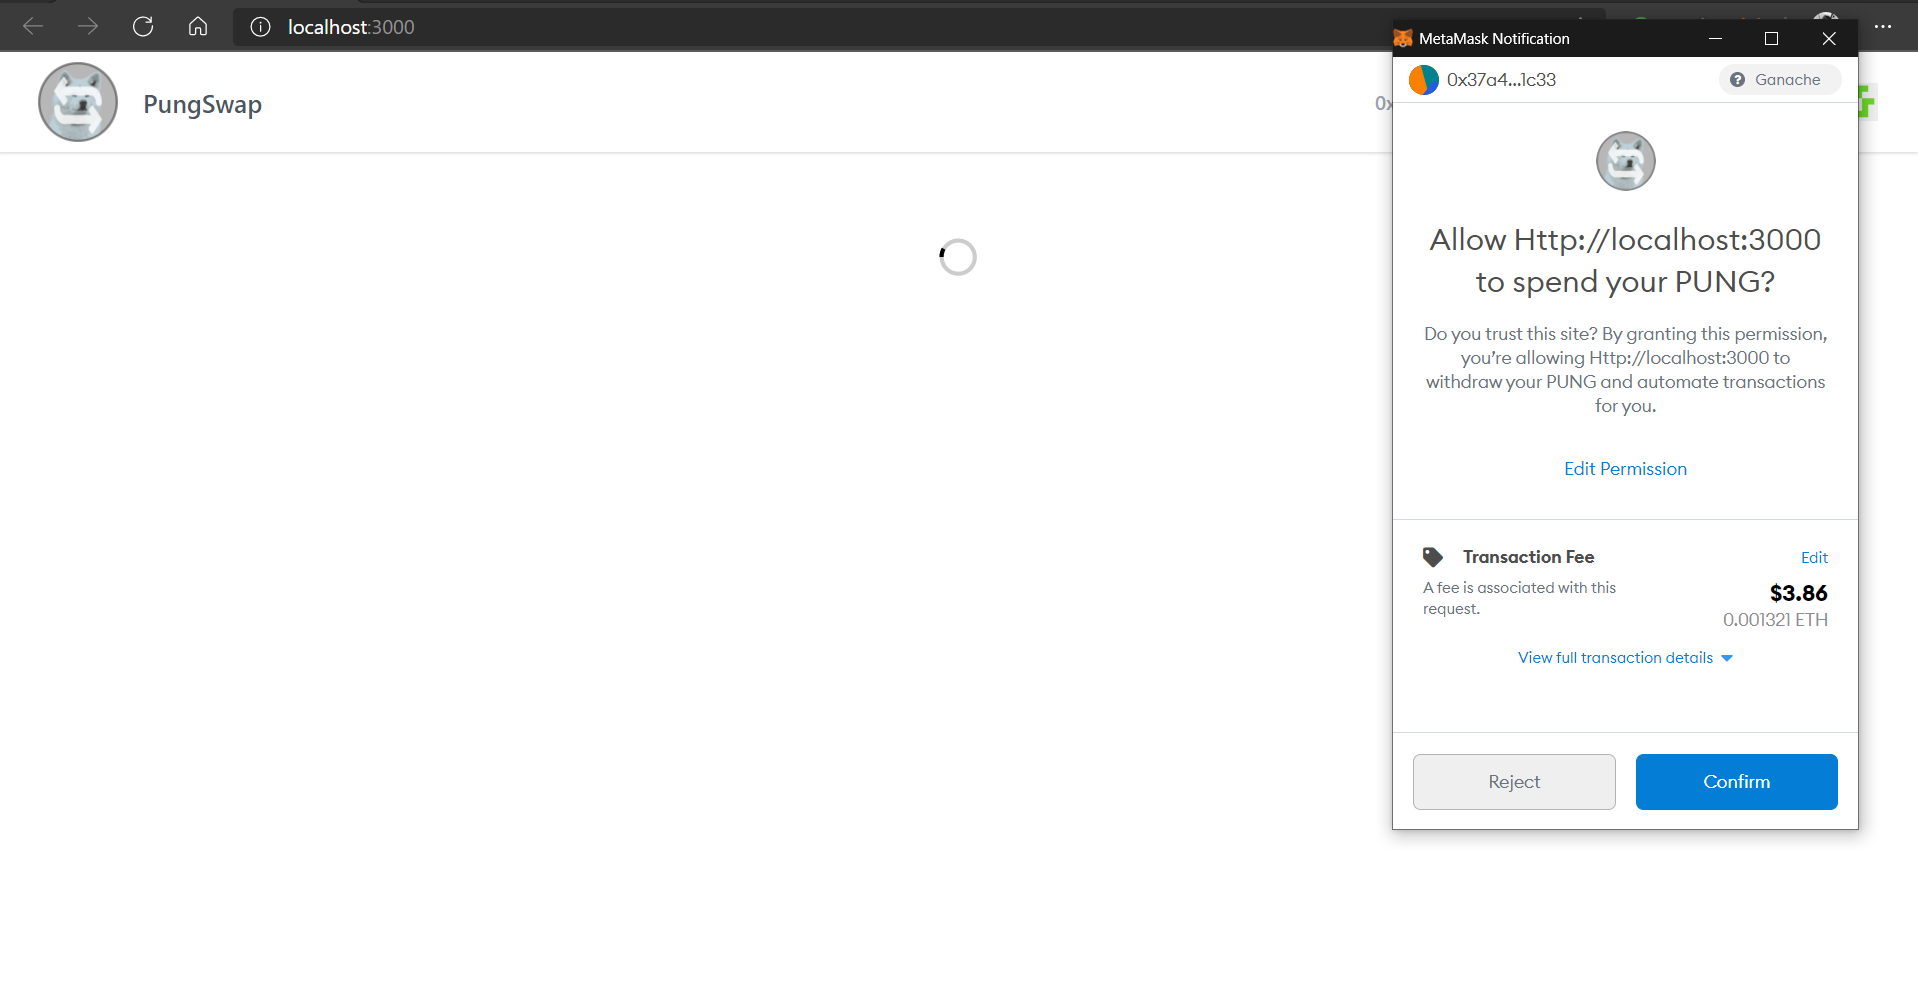 localhost:3000
MetaMask Notification
0x37a4...1c33
Ganache
PungSwap
0x
Allow Http://localhost:3000
to spend your PUNG?
Do you trust this site? By granting this permission,
you’re allowing Http://localhost:3000 to
withdraw your PUNG and automate transactions
for you.
Edit Permission
Transaction Fee
Edit
A fee is associated with this
request.
$3.86
0.001321 ETH
View full transaction details
Reject
Confirm